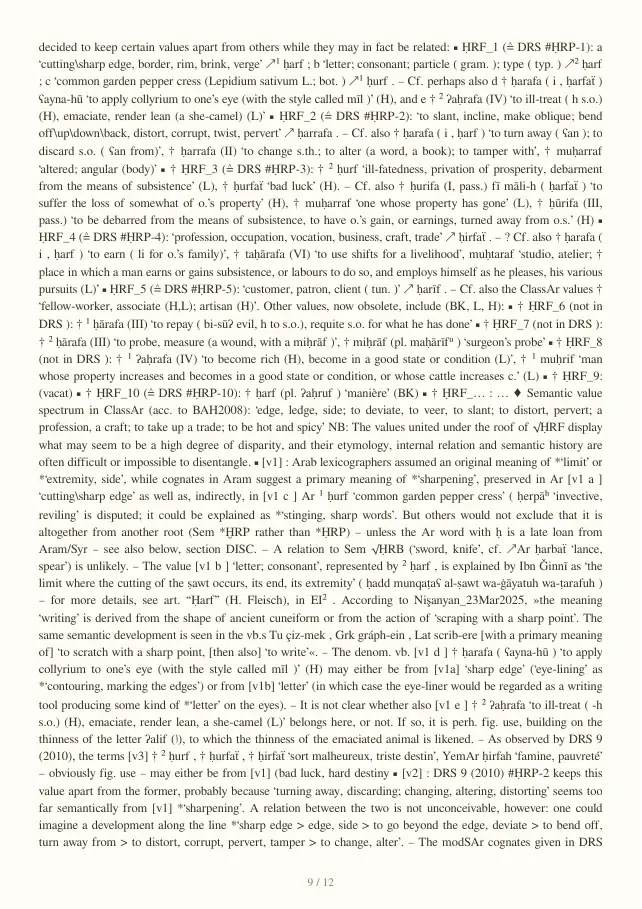 decided to keep certain values apart from others while they may in fact be related: ▪ ḤRF_1 (≙ DRS #ḤRP-1): a
‘cutting\sharp edge, border, rim, brink, verge’ ↗¹ ḥarf ; b ‘letter; consonant; particle ( gram. ); type ( typ. ) ↗² ḥarf
; c ‘common garden pepper cress (Lepidium sativum L.; bot. ) ↗¹ ḥurf . – Cf. perhaps also d † ḥarafa ( i , ḥarfaẗ )
ʕayna-hū ‘to apply collyrium to one’s eye (with the style called mīl )’ (H), and e † ² ʔaḥrafa (IV) ‘to ill-treat ( h s.o.)
(H), emaciate, render lean (a she-camel) (L)’ ▪ ḤRF_2 (≙ DRS #ḤRP-2): ‘to slant, incline, make oblique; bend
off\up\down\back, distort, corrupt, twist, pervert’ ↗ ḥarrafa . – Cf. also † ḥarafa ( i , ḥarf ) ‘to turn away ( ʕan ); to
discard s.o. ( ʕan from)’, † ḥarrafa (II) ‘to change s.th.; to alter (a word, a book); to tamper with’, † muḥarraf
‘altered; angular (body)’ ▪ † ḤRF_3 (≙ DRS #ḤRP-3): † ² ḥurf ‘ill-fatedness, privation of prosperity, debarment
from the means of subsistence’ (L), † ḥurfaẗ ‘bad luck’ (H). – Cf. also † ḥurifa (I, pass.) fī māli-h ( ḥarfaẗ ) ‘to
suffer the loss of somewhat of o.’s property’ (H), † muḥraf ‘one whose property has gone’ (L), † ḥūrifa (III,
pass.) ‘to be debarred from the means of subsistence, to have o.’s gain, or earnings, turned away from o.s.’ (H) ▪
ḤRF_4 (≙ DRS #ḤRP-4): ‘profession, occupation, vocation, business, craft, trade’ ↗ ḥirfaẗ . – ? Cf. also † ḥarafa (
i , ḥarf ) ‘to earn ( li for o.’s family)’, † taḥārafa (VI) ‘to use shifts for a livelihood’, muḥtaraf ‘studio, atelier; †
place in which a man earns or gains subsistence, or labours to do so, and employs himself as he pleases, his various
pursuits (L)’ ▪ ḤRF_5 (≙ DRS #ḤRP-5): ‘customer, patron, client ( tun. )’ ↗ ḥarīf . – Cf. also the ClassAr values †
‘fellow-worker, associate (H,L); artisan (H)’. Other values, now obsolete, include (BK, L, H): ▪ † ḤRF_6 (not in
DRS ): † ¹ ḥārafa (III) ‘to repay ( bi-sūʔ evil, h to s.o.), requite s.o. for what he has done’ ▪ † ḤRF_7 (not in DRS ):
† ² ḥārafa (III) ‘to probe, measure (a wound, with a miḥrāf )’, † miḥrāf (pl. maḥārīfᵘ ) ‘surgeon’s probe’ ▪ † ḤRF_8
(not in DRS ): † ¹ ʔaḥrafa (IV) ‘to become rich (H), become in a good state or condition (L)’, † ¹ muḥrif ‘man
whose property increases and becomes in a good state or condition, or whose cattle increases c.’ (L) ▪ † ḤRF_9:
(vacat) ▪ † ḤRF_10 (≙ DRS #ḤRP-10): † ḥarf (pl. ʔaḥruf ) ‘manière’ (BK) ▪ † ḤRF_… : … ♦ Semantic value
spectrum in ClassAr (acc. to BAH2008): ‘edge, ledge, side; to deviate, to veer, to slant; to distort, pervert; a
profession, a craft; to take up a trade; to be hot and spicy’ NB: The values united under the roof of √ḤRF display
what may seem to be a high degree of disparity, and their etymology, internal relation and semantic history are
often difficult or impossible to disentangle. ▪ [v1] : Arab lexicographers assumed an original meaning of *‘limit’ or
*‘extremity, side’, while cognates in Aram suggest a primary meaning of *‘sharpening’, preserved in Ar [v1 a ]
‘cutting\sharp edge’ as well as, indirectly, in [v1 c ] Ar ¹ ḥurf ‘common garden pepper cress’ ( ḥerpāʰ ‘invective,
reviling’ is disputed; it could be explained as *‘stinging, sharp words’. But others would not exclude that it is
altogether from another root (Sem *ḪRP rather than *ḤRP) – unless the Ar word with ḥ is a late loan from
Aram/Syr – see also below, section DISC. – A relation to Sem √ḤRB (‘sword, knife’, cf. ↗Ar ḥarbaẗ ‘lance,
spear’) is unlikely. – The value [v1 b ] ‘letter; consonant’, represented by ² ḥarf , is explained by Ibn Ǧinnī as ‘the
limit where the cutting of the ṣawt occurs, its end, its extremity’ ( ḥadd munqaṭaʕ al-ṣawt wa-ġāyatuh wa-ṭarafuh )
– for more details, see art. “Ḥarf” (H. Fleisch), in EI² . According to Nişanyan_23Mar2025, »the meaning
‘writing’ is derived from the shape of ancient cuneiform or from the action of ‘scraping with a sharp point’. The
same semantic development is seen in the vb.s Tu çiz-mek , Grk gráph-ein , Lat scrib-ere [with a primary meaning
of] ‘to scratch with a sharp point, [then also] ‘to write’«. – The denom. vb. [v1 d ] ḥarafa ( ʕayna-hū ) ‘to apply
collyrium to one’s eye (with the style called mīl )’ (H) may either be from [v1a] ‘sharp edge’ (‘eye-lining’ as
*‘contouring, marking the edges’) or from [v1b] ‘letter’ (in which case the eye-liner would be regarded as a writing
tool producing some kind of *‘letter’ on the eyes). – It is not clear whether also [v1 e ] † ² ʔaḥrafa ‘to ill-treat ( -h
s.o.) (H), emaciate, render lean, a she-camel (L)’ belongs here, or not. If so, it is perh. fig. use, building on the
thinness of the letter ʔalif (ا), to which the thinness of the emaciated animal is likened. – As observed by DRS 9
(2010), the terms [v3] † ² ḥurf , † ḥurfaẗ , † ḥirfaẗ ‘sort malheureux, triste destin’, YemAr ḥirfah ‘famine, pauvreté’
– obviously fig. use – may either be from [v1] (bad luck, hard destiny ▪ [v2] : DRS 9 (2010) #ḤRP-2 keeps this
value apart from the former, probably because ‘turning away, discarding; changing, altering, distorting’ seems too
far semantically from [v1] *‘sharpening’. A relation between the two is not unconceivable, however: one could
imagine a development along the line *‘sharp edge > edge, side > to go beyond the edge, deviate > to bend off,
turn away from > to distort, corrupt, pervert, tamper > to change, alter’. – The modSAr cognates given in DRS
9 / 12